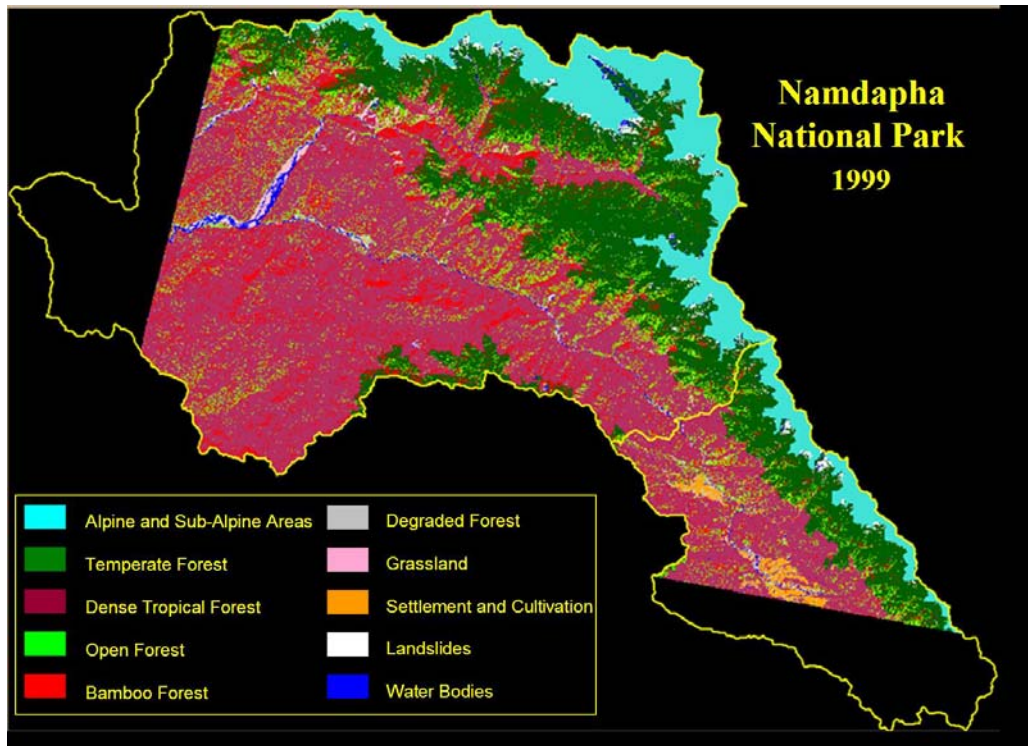 Namdapha
National Park
1999
Alpine and Sub-Alpine Areas
Temperate Forest
Dense Tropical Forest
Open Forest
Bamboo Forest
Degraded Forest
Grassland
Settlement and Cultivation
Landslides
Water Bodies